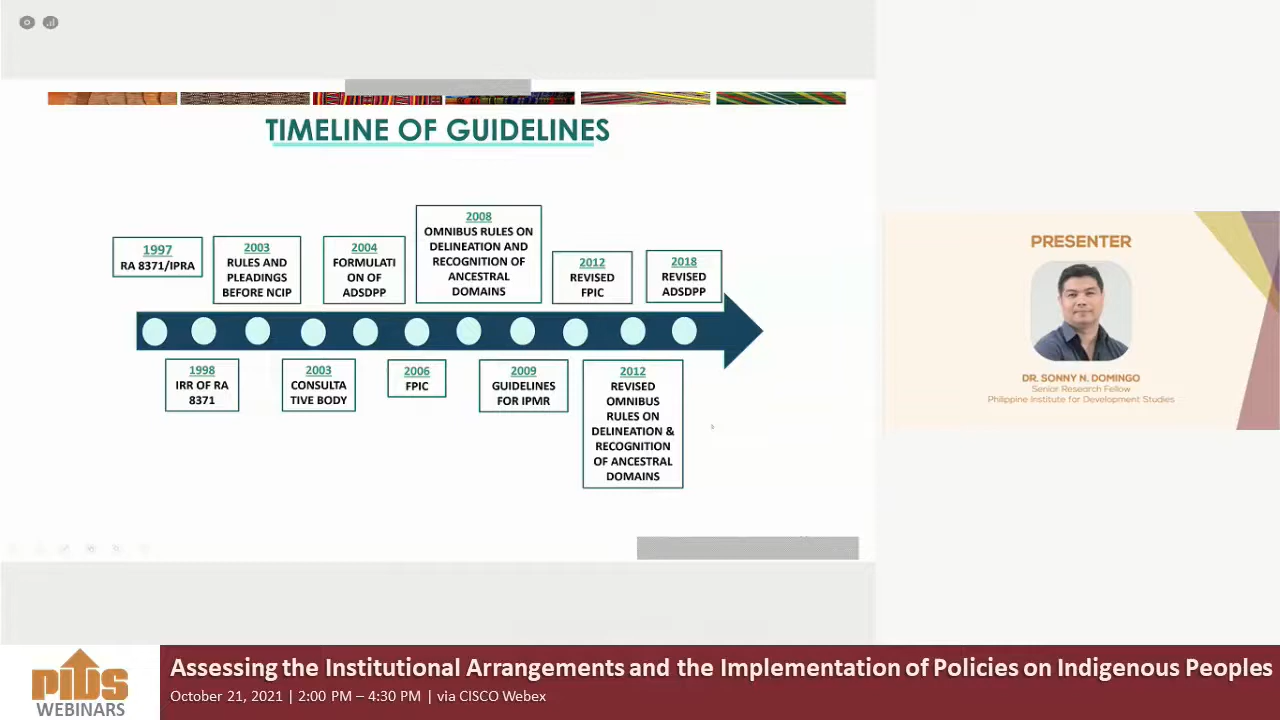 TIMELINE OF GUIDELINES
1997
RA 8371/IPRA
2003
RULES AND
PLEADINGS
BEFORE NCIP
2004
FORMULATI
ON OF
ADSDPP
2008
OMNIBUS RULES ON
DELINEATION AND
RECOGNITION OF
ANCESTRAL
DOMAINS
2012
REVISED
FPIC
2018
REVISED
ADSDPP
1998
IRR OF RA
8371
2003
CONSULTA
TIVE BODY
2006
FPIC
2009
GUIDELINES
FOR IPMR
2012
REVISED
OMNIBUS
RULES ON
DELINEATION &
RECOGNITION
OF ANCESTRAL
DOMAINS
PRESENTER
DR. SONNY N. DOMINGO
Senior Research Fellow
Philippine Institute for Development Studies
PIDS
WEBINARS
Assessing the Institutional Arrangements and the Implementation of Policies on Indigenous Peoples
October 21, 2021 | 2:00 PM – 4:30 PM | via CISCO Webex